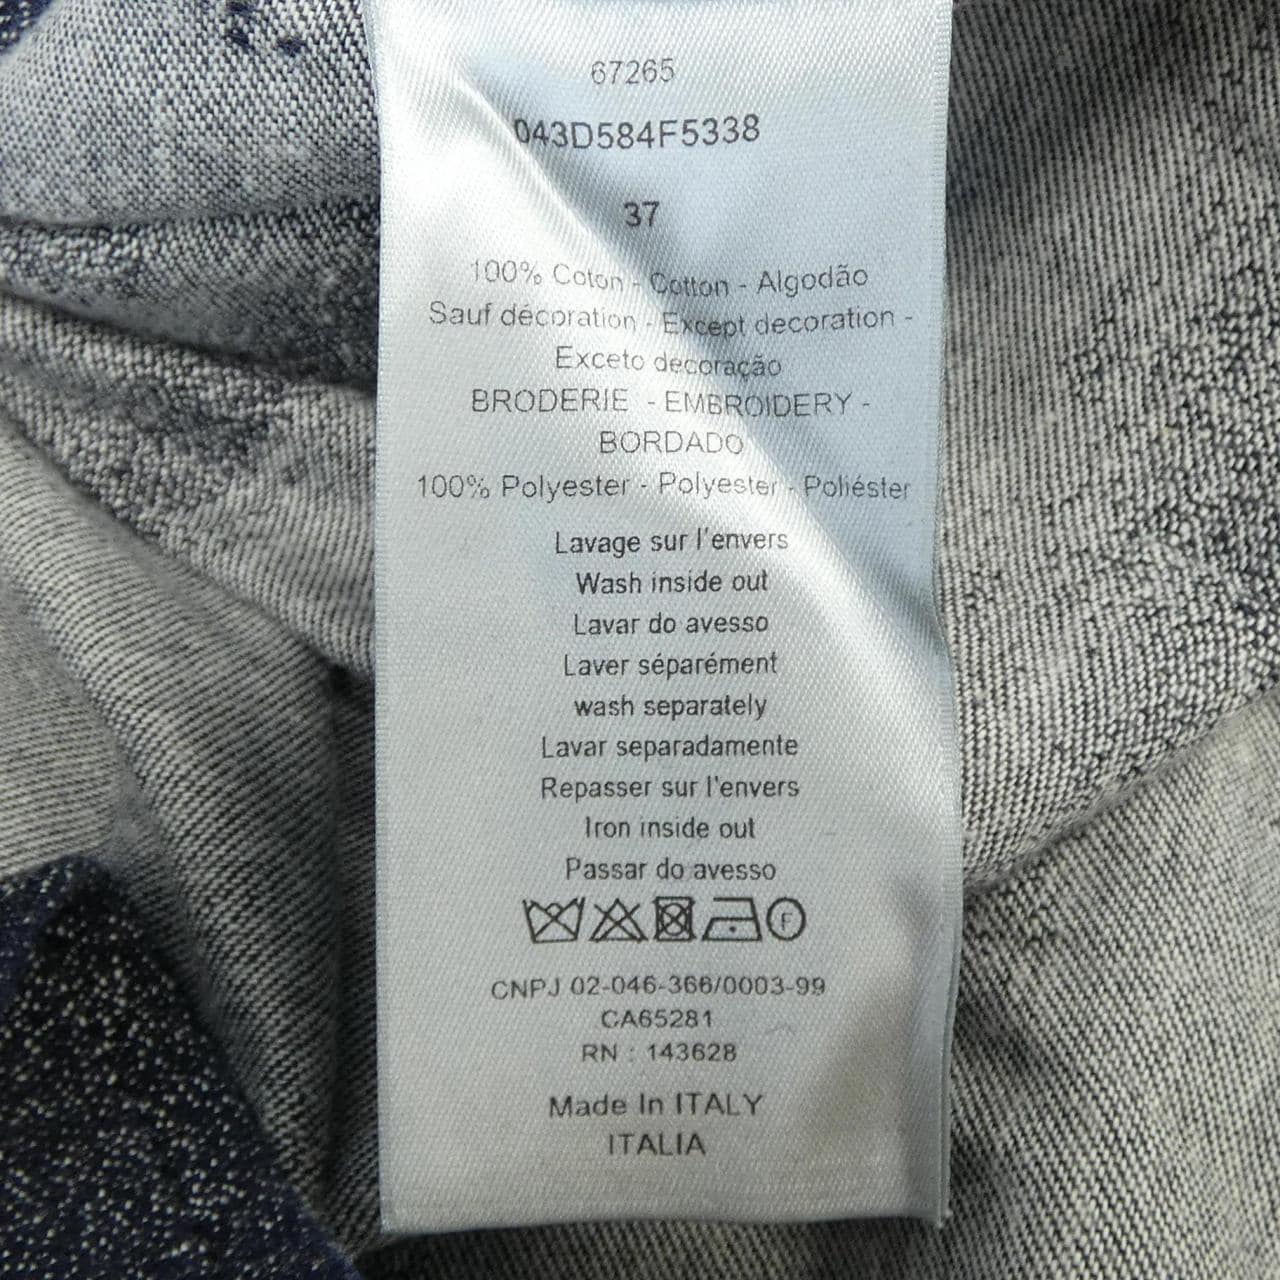 67265
043D584F5338
37
100% Coton - Cotton - Algodão
Sauf décoration - Except decoration -
Exceto decoração
BRODERIE - EMBROIDERY -
BORDADO
100% Polyester - Polyester - Poliéster
Lavage sur l'envers
Wash inside out
Lavar do avesso
Laver séparément
wash separately
Lavar separadamente
Repasser sur l'envers
Iron inside out
Passar do avesso
F
CNPJ 02-046-366/0003-99
CA65281
RN : 143628
Made In ITALY
ITALIA